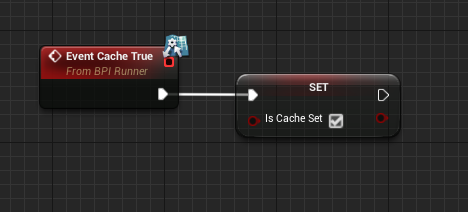 Event Cache True
From BPI Runner
SET
Is Cache Set